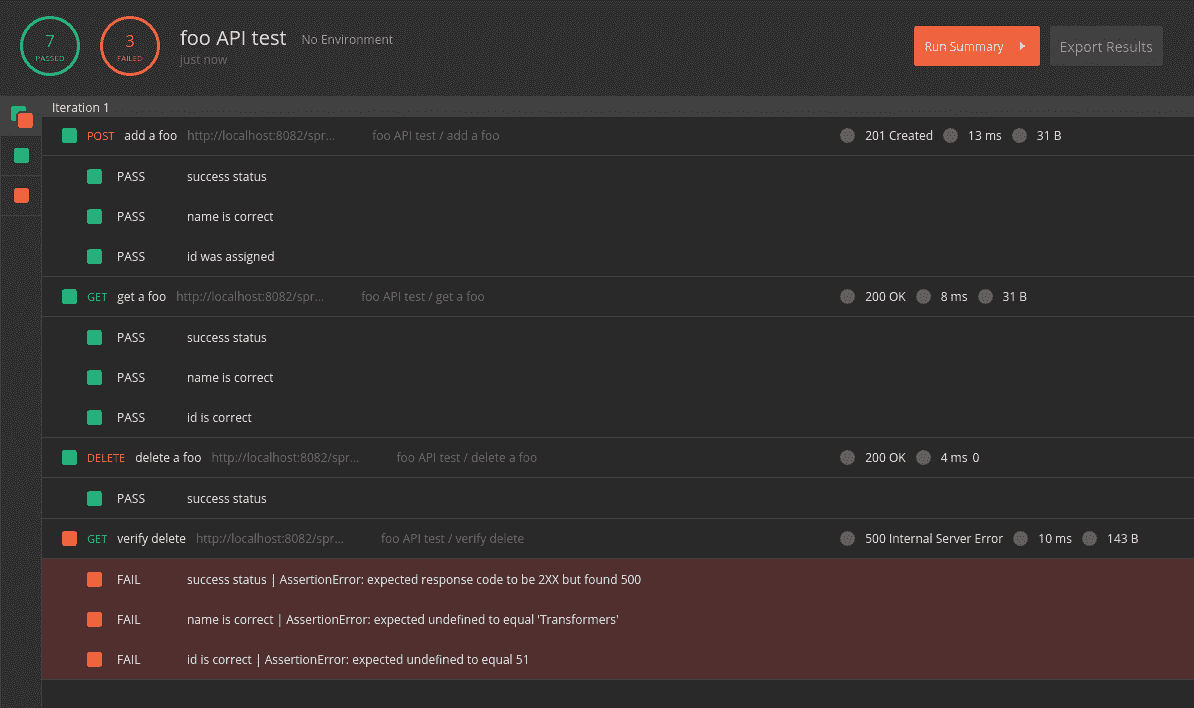 7 PASSED
3 FAILED
foo API test No Environment
just now
Run Summary
Export Results
Iteration 1
POST add a foo http://localhost:8082/spr... foo API test / add a foo 201 Created 13 ms 31 B
PASS success status
PASS name is correct
PASS id was assigned
GET get a foo http://localhost:8082/spr... foo API test / get a foo 200 OK 8 ms 31 B
PASS success status
PASS name is correct
PASS id is correct
DELETE delete a foo http://localhost:8082/spr... foo API test / delete a foo 200 OK 4 ms 0
PASS success status
GET verify delete http://localhost:8082/spr... foo API test / verify delete 500 Internal Server Error 10 ms 143 B
FAIL success status | AssertionError: expected response code to be 2XX but found 500
FAIL name is correct | AssertionError: expected undefined to equal 'Transformers'
FAIL id is correct | AssertionError: expected undefined to equal 51